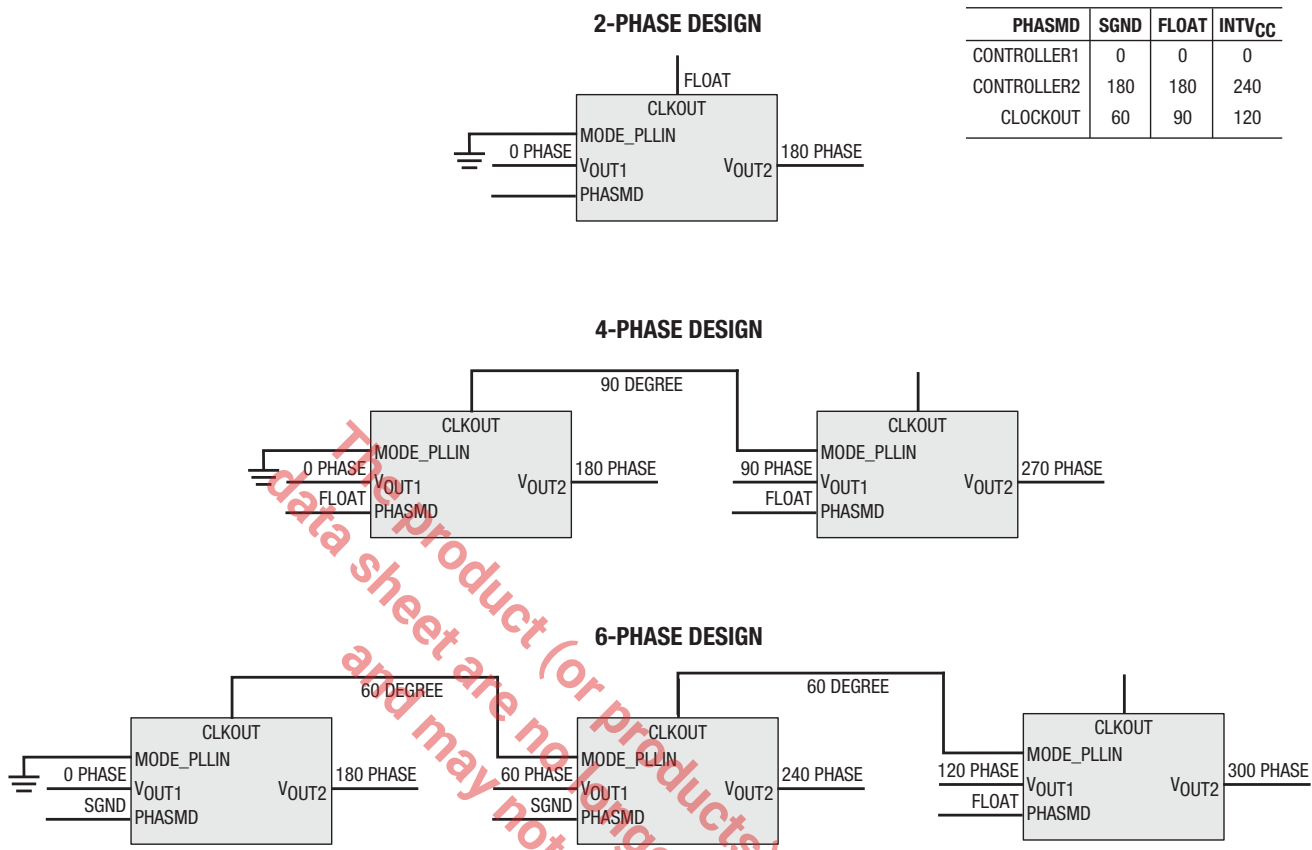 2-PHASE DESIGN
PHASMD SGND FLOAT INTVCC
CONTROLLER1 0 0 0
CONTROLLER2 180 180 240
CLOCKOUT 60 90 120
FLOAT
CLKOUT
MODE_PLLIN
0 PHASE
VOUT1
VOUT2
180 PHASE
PHASMD
4-PHASE DESIGN
90 DEGREE
CLKOUT
MODE_PLLIN
0 PHASE
VOUT1
VOUT2
180 PHASE
FLOAT
PHASMD
CLKOUT
MODE_PLLIN
90 PHASE
VOUT1
VOUT2
270 PHASE
FLOAT
PHASMD
6-PHASE DESIGN
60 DEGREE
60 DEGREE
CLKOUT
MODE_PLLIN
0 PHASE
VOUT1
VOUT2
180 PHASE
SGND
PHASMD
CLKOUT
MODE_PLLIN
60 PHASE
VOUT1
VOUT2
240 PHASE
SGND
PHASMD
CLKOUT
MODE_PLLIN
120 PHASE
VOUT1
VOUT2
300 PHASE
FLOAT
PHASMD
The product (or products)
data sheet are no longe
and may not